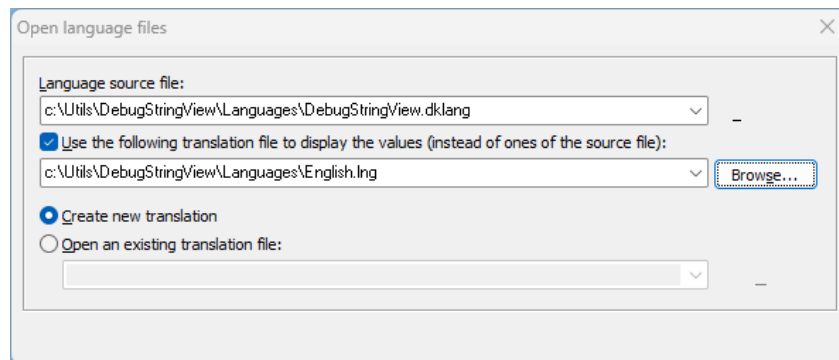 Open language files
Language source file:
c:\Utils\DebugStringView\Languages\DebugStringView.dklang
Use the following translation file to display the values (instead of ones of the source file):
c:\Utils\DebugStringView\Languages\English.lng
Browse...
Create new translation
Open an existing translation file: